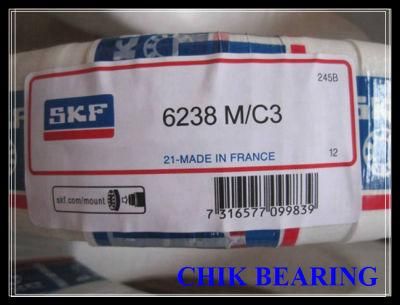 245B
SKF
6238 M/C3
21-MADE IN FRANCE
12
skf.com/mount
7 316577 099839
CHIK BEARING